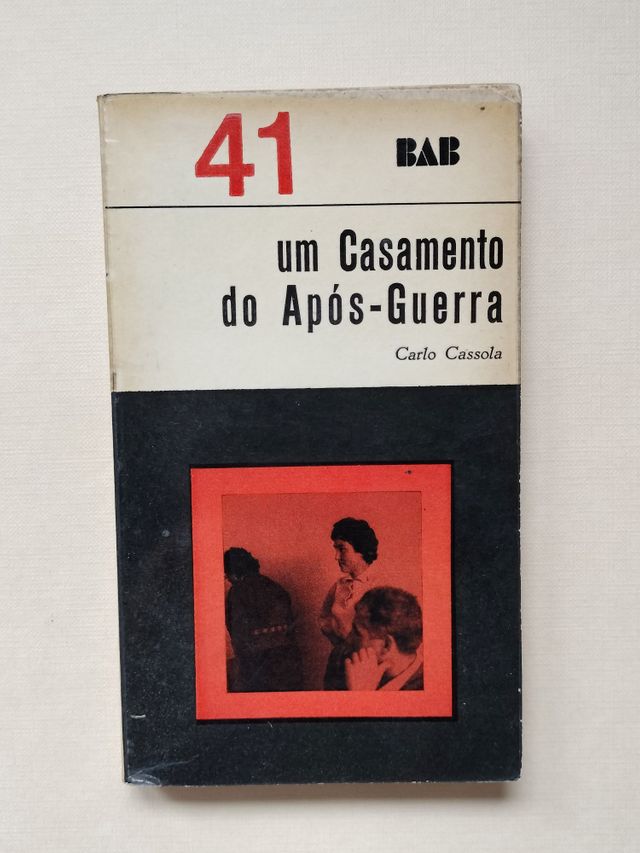 41 BAB
um Casamento
do Após-Guerra
Carlo Cassola